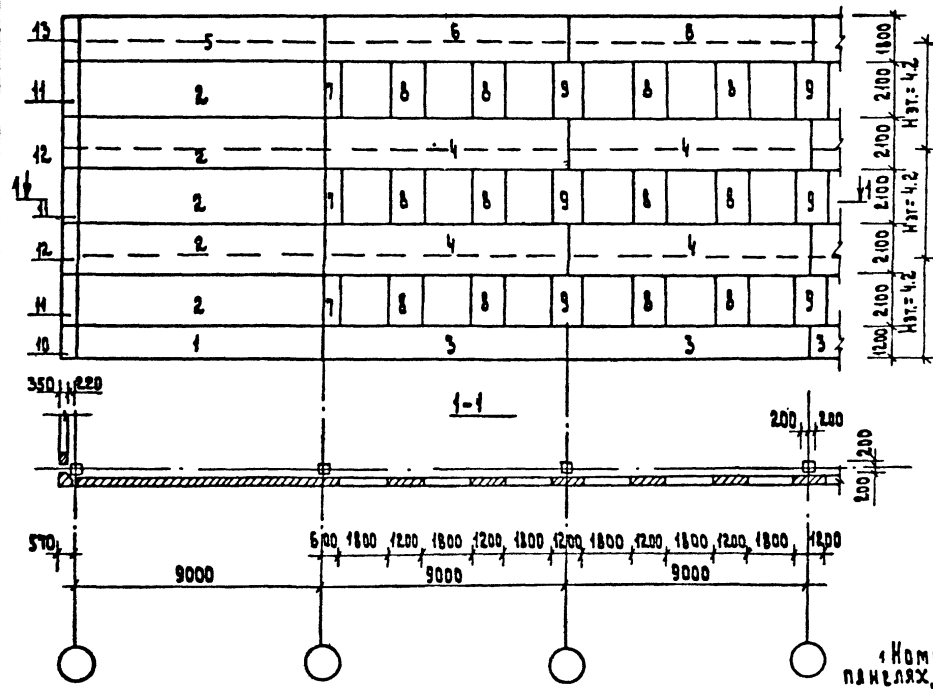 13 5 6 8 1800
11 2 7 8 8 9 8 8 9 2100 Нэт.= 4.2
12 2 4 4 2100
1 11 2 7 8 8 9 8 8 9 1 2100 Нэт.= 4.2
12 2 4 4 2100
11 2 7 8 8 9 8 8 9 2100 Нэт.= 4.2
10 1 3 3 3 1200
350 220 1-1
200 200
200
200
570 600 1800 1200 1800 1200 1800 1200 1800 1200 1800 1200 1800 1200
9000 9000 9000
1 Ном
панелях,